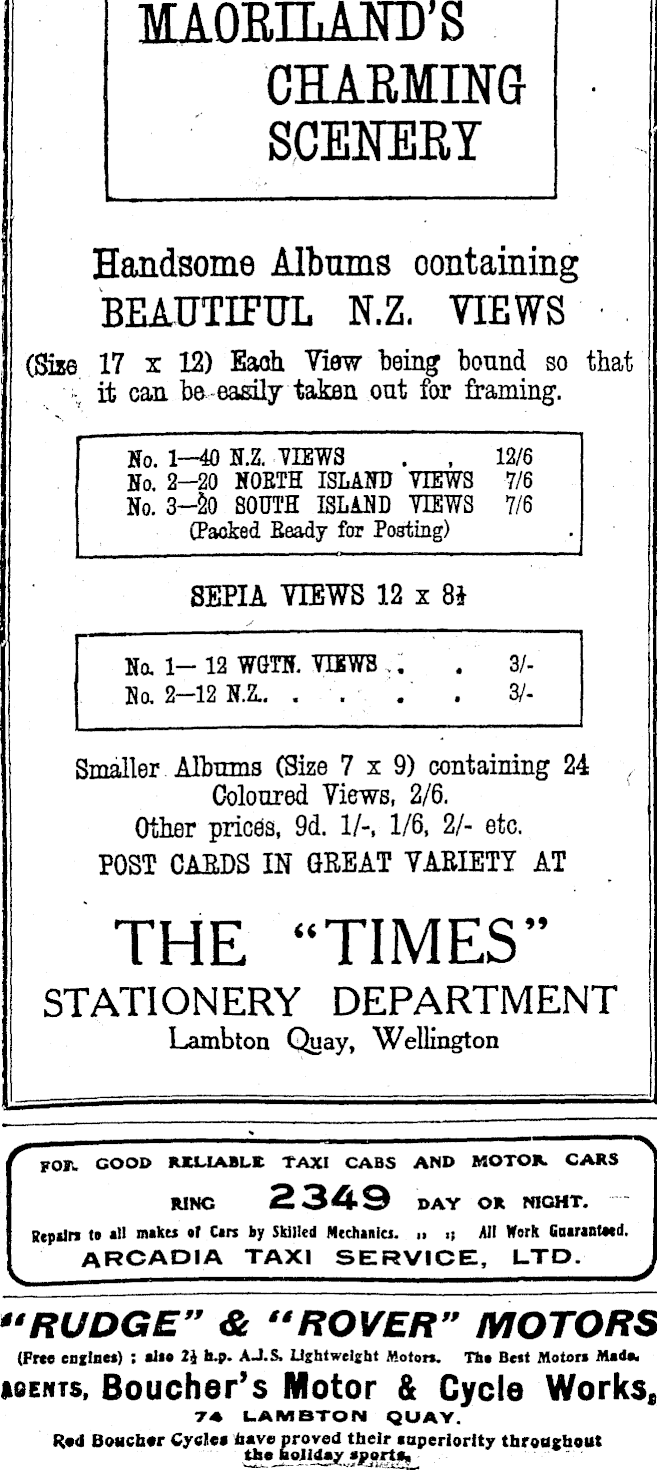 MAORILAND'S
CHARMING
SCENERY
Handsome Albums containing
BEAUTIFUL N.Z. VIEWS
(Size 17 x 12) Each View being bound so that
it can be easily taken out for framing.
No. 1—40 N.Z. VIEWS . . 12/6
No. 2—20 NORTH ISLAND VIEWS 7/6
No. 3—20 SOUTH ISLAND VIEWS 7/6
(Packed Ready for Posting)
SEPIA VIEWS 12 x 8½
No. 1— 12 WGTN. VIEWS . . 3/-
No. 2—12 N.Z. . . . . . 3/-
Smaller Albums (Size 7 x 9) containing 24
Coloured Views, 2/6.
Other prices, 9d. 1/-, 1/6, 2/- etc.
POST CARDS IN GREAT VARIETY AT
THE "TIMES"
STATIONERY DEPARTMENT
Lambton Quay, Wellington
FOR GOOD RELIABLE TAXI CABS AND MOTOR CARS
RING 2349 DAY OR NIGHT.
Repairs to all makes of Cars by Skilled Mechanics. ,, ,, All Work Guaranteed.
ARCADIA TAXI SERVICE, LTD.
"RUDGE" & "ROVER" MOTORS
(Free engines) ; also 2½ h.p. A.J.S. Lightweight Motors. The Best Motors Made.
AGENTS, Boucher's Motor & Cycle Works,
74 LAMBTON QUAY.
Red Boucher Cycles have proved their superiority throughout
the holiday sports.